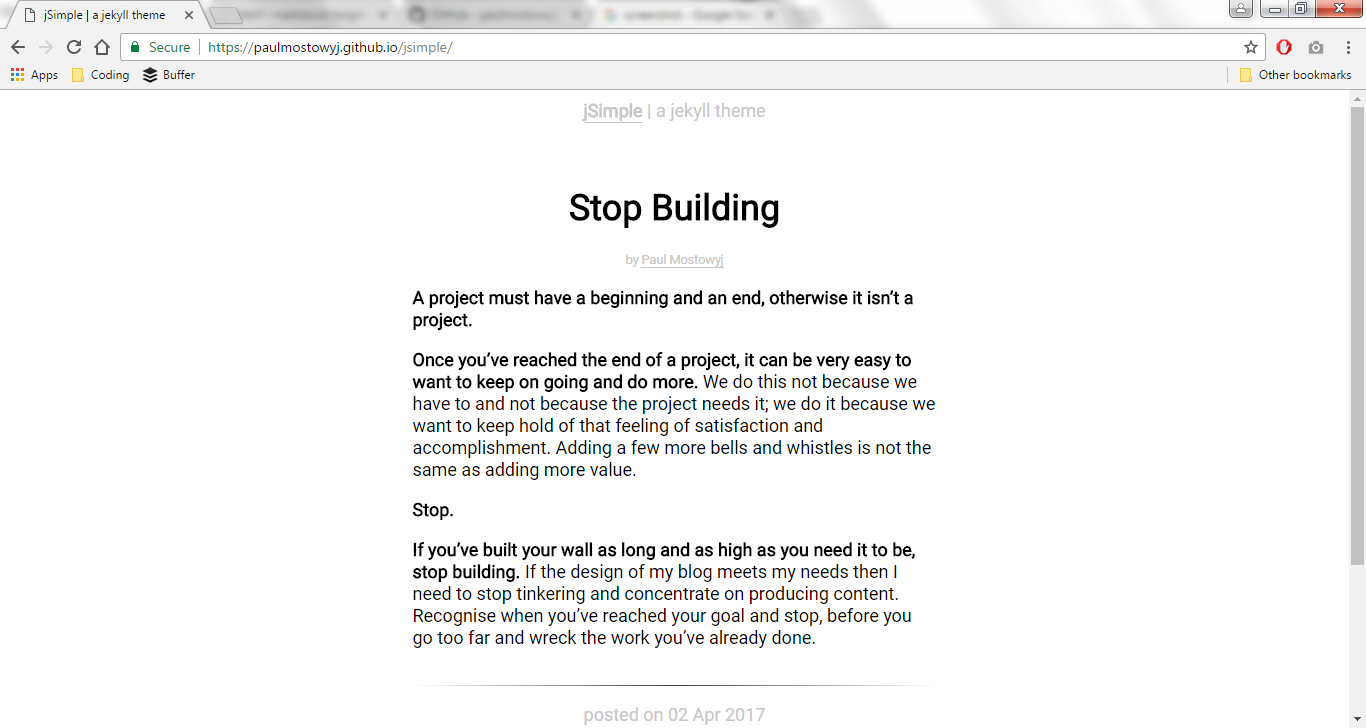 jSimple | a jekyll theme
Secure https://paulmostowyj.github.io/jsimple/
Apps Coding Buffer Other bookmarks
jSimple | a jekyll theme
Stop Building
by Paul Mostowyj
A project must have a beginning and an end, otherwise it isn’t a
project.
Once you’ve reached the end of a project, it can be very easy to
want to keep on going and do more. We do this not because we
have to and not because the project needs it; we do it because we
want to keep hold of that feeling of satisfaction and
accomplishment. Adding a few more bells and whistles is not the
same as adding more value.
Stop.
If you’ve built your wall as long and as high as you need it to be,
stop building. If the design of my blog meets my needs then I
need to stop tinkering and concentrate on producing content.
Recognise when you’ve reached your goal and stop, before you
go too far and wreck the work you’ve already done.
posted on 02 Apr 2017